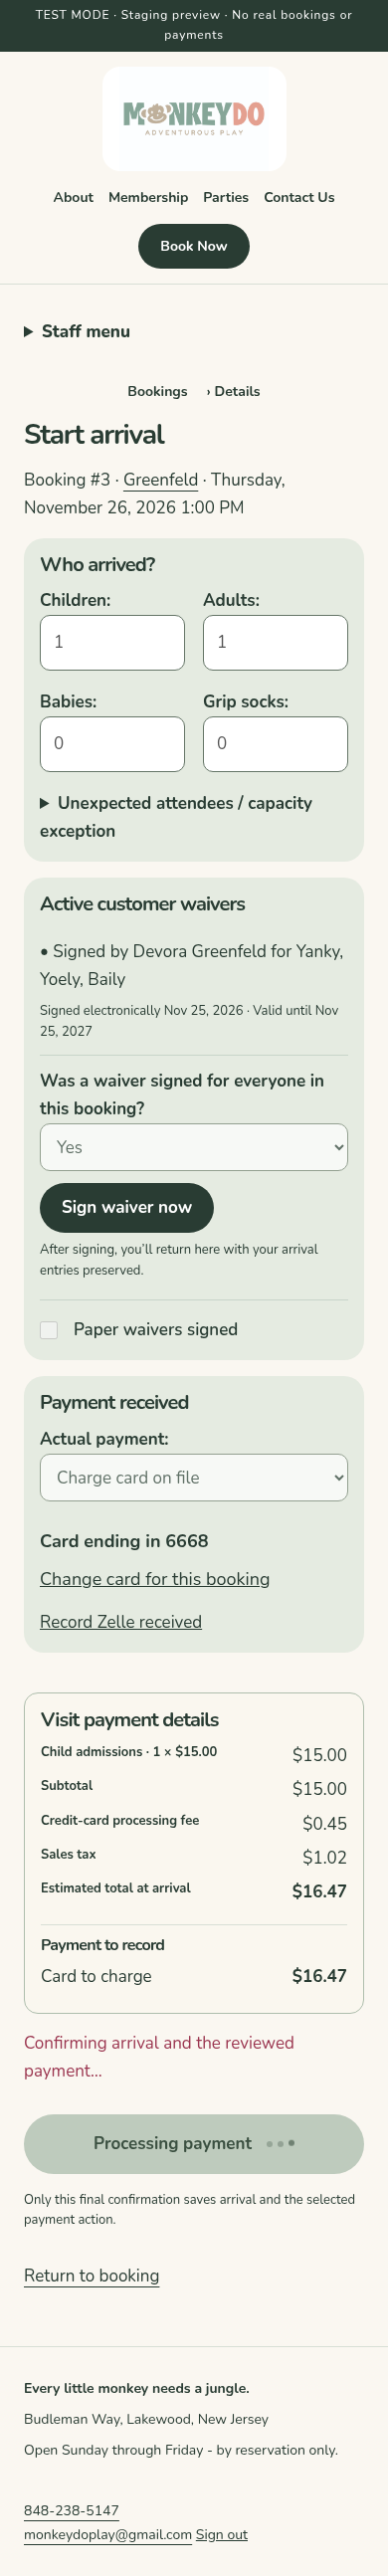 TEST MODE · Staging preview · No real bookings or
payments
MONKEYDO
ADVENTUROUS PLAY
About Membership Parties Contact Us
Book Now
▶ Staff menu
Bookings › Details
Start arrival
Booking #3 · Greenfeld · Thursday,
November 26, 2026 1:00 PM
Who arrived?
Children: Adults:
1 1
Babies: Grip socks:
0 0
▶ Unexpected attendees / capacity
exception
Active customer waivers
• Signed by Devora Greenfeld for Yanky,
Yoely, Baily
Signed electronically Nov 25, 2026 · Valid until Nov
25, 2027
Was a waiver signed for everyone in
this booking?
Yes
Sign waiver now
After signing, you’ll return here with your arrival
entries preserved.
Paper waivers signed
Payment received
Actual payment:
Charge card on file
Card ending in 6668
Change card for this booking
Record Zelle received
Visit payment details
Child admissions · 1 × $15.00 $15.00
Subtotal $15.00
Credit-card processing fee $0.45
Sales tax $1.02
Estimated total at arrival $16.47
Payment to record
Card to charge $16.47
Confirming arrival and the reviewed
payment...
Processing payment
Only this final confirmation saves arrival and the selected
payment action.
Return to booking
Every little monkey needs a jungle.
Budleman Way, Lakewood, New Jersey
Open Sunday through Friday - by reservation only.
848-238-5147
monkeydoplay@gmail.com Sign out